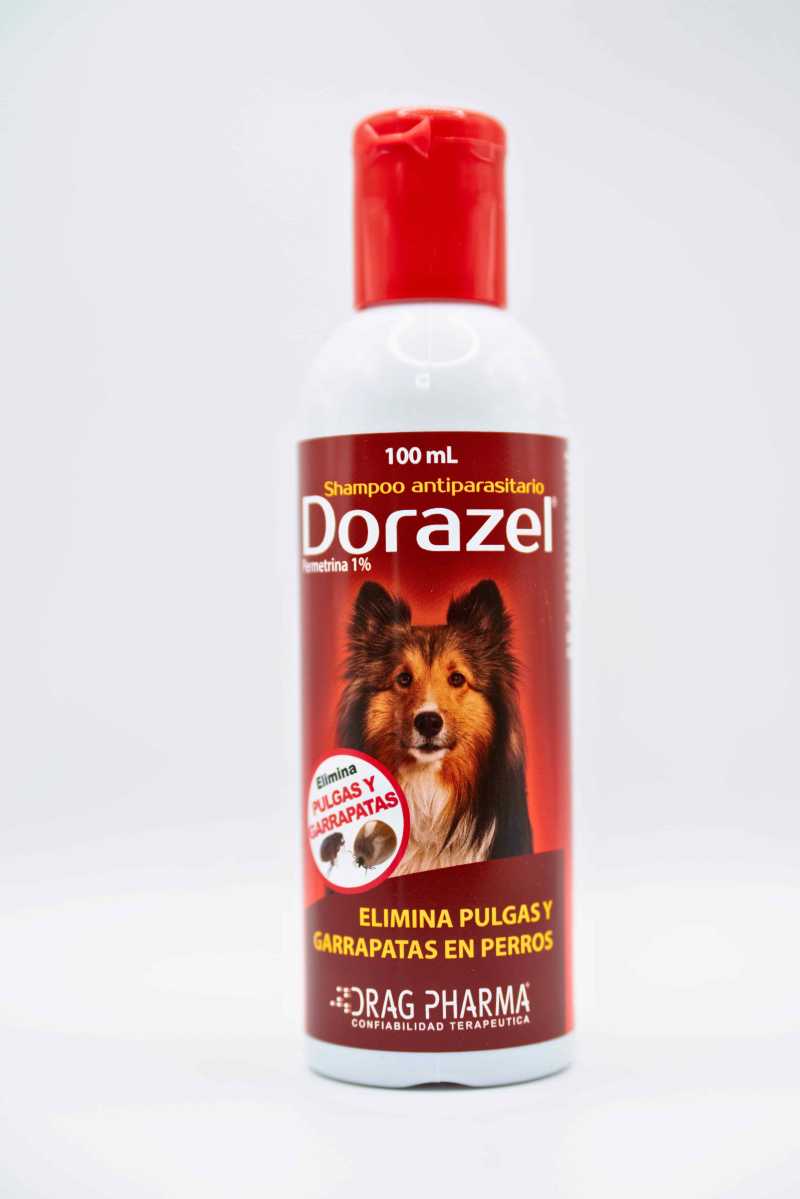 100 mL
Shampoo antiparasitario
Dorazel®
Permetrina 1%
Elimina
PULGAS Y
GARRAPATAS
ELIMINA PULGAS Y
GARRAPATAS EN PERROS
DRAG PHARMA®
CONFIABILIDAD TERAPEUTICA